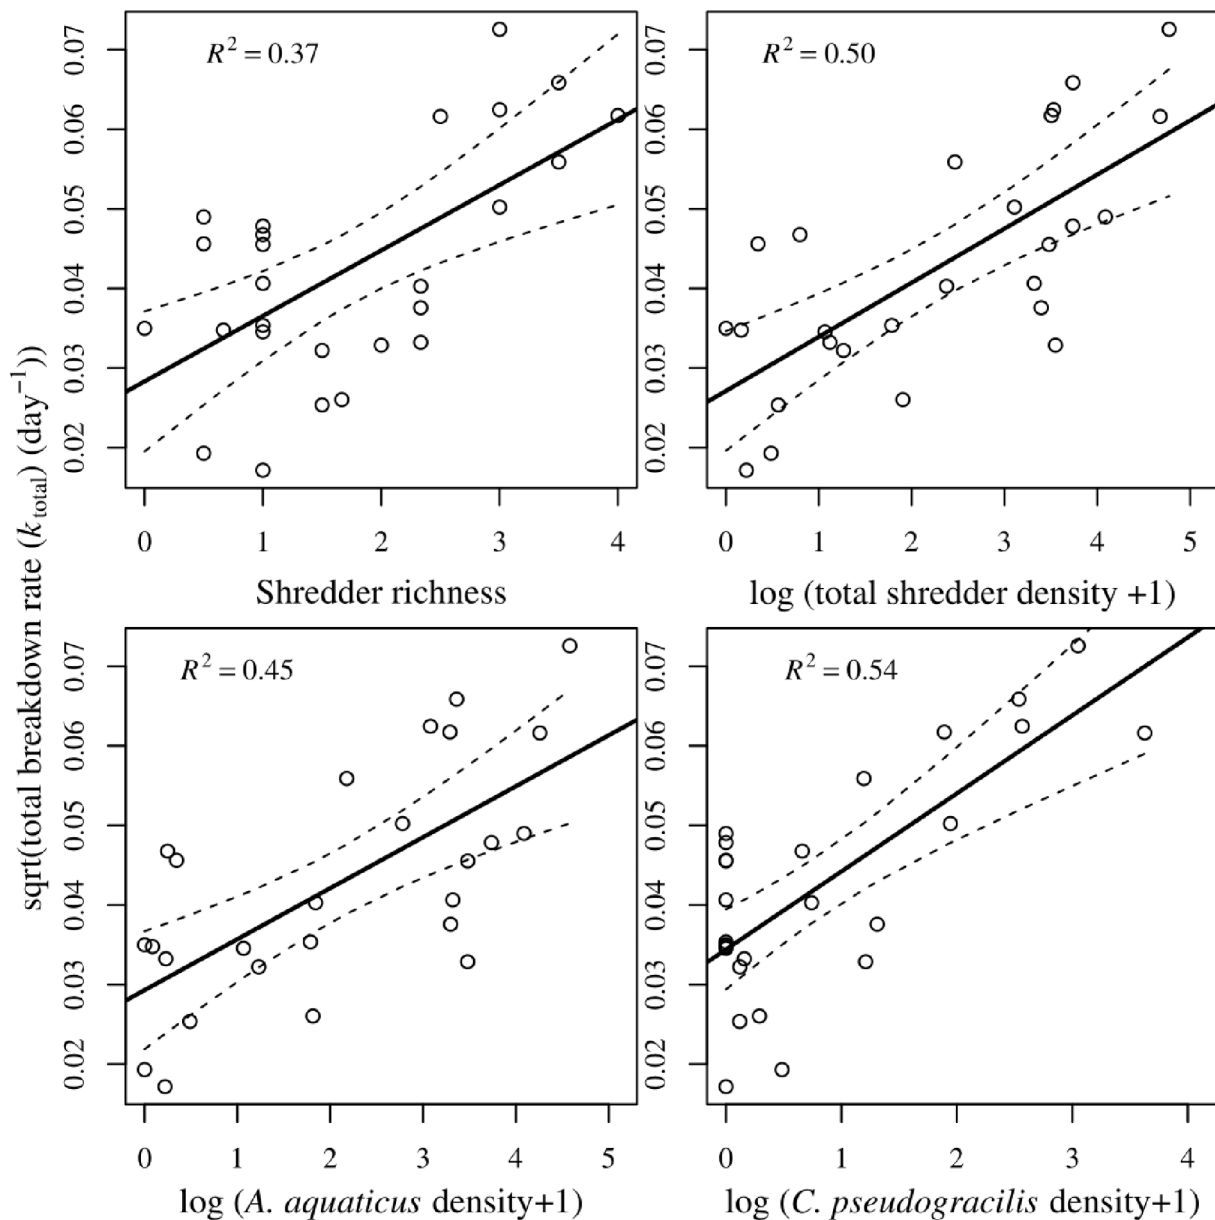 sqrt(total breakdown rate (k_total) (day⁻¹))
R² = 0.37
0.07
0.06
0.05
0.04
0.03
0.02
0 1 2 3 4
Shredder richness
R² = 0.50
0.07
0.06
0.05
0.04
0.03
0.02
0 1 2 3 4 5
log (total shredder density +1)
R² = 0.45
0.07
0.06
0.05
0.04
0.03
0.02
0 1 2 3 4 5
log (A. aquaticus density+1)
R² = 0.54
0.07
0.06
0.05
0.04
0.03
0.02
0 1 2 3 4
log (C. pseudogracilis density+1)